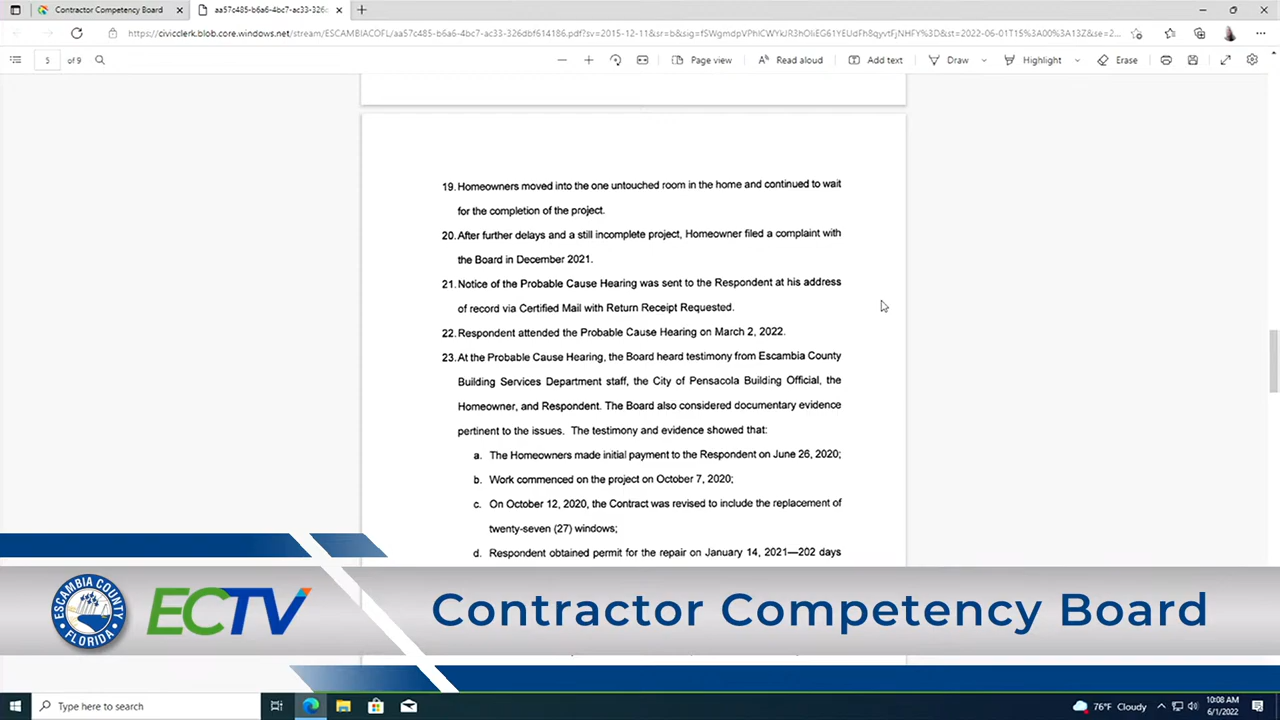 Contractor Competency Board
aa57c485-b6a6-4bc7-ac33-326
5 of 9
Page view
Read aloud
Add text
Draw
Highlight
Erase
19. Homeowners moved into the one untouched room in the home and continued to wait
for the completion of the project.
20. After further delays and a still incomplete project, Homeowner filed a complaint with
the Board in December 2021.
21. Notice of the Probable Cause Hearing was sent to the Respondent at his address
of record via Certified Mail with Return Receipt Requested.
22. Respondent attended the Probable Cause Hearing on March 2, 2022.
23. At the Probable Cause Hearing, the Board heard testimony from Escambia County
Building Services Department staff, the City of Pensacola Building Official, the
Homeowner, and Respondent. The Board also considered documentary evidence
pertinent to the issues. The testimony and evidence showed that:
a. The Homeowners made initial payment to the Respondent on June 26, 2020;
b. Work commenced on the project on October 7, 2020;
c. On October 12, 2020, the Contract was revised to include the replacement of
twenty-seven (27) windows;
d. Respondent obtained permit for the repair on January 14, 2021—202 days
ESCAMBIA COUNTY
FLORIDA
ECTV
Contractor Competency Board
Type here to search
76°F Cloudy
10:08 AM
6/1/2022